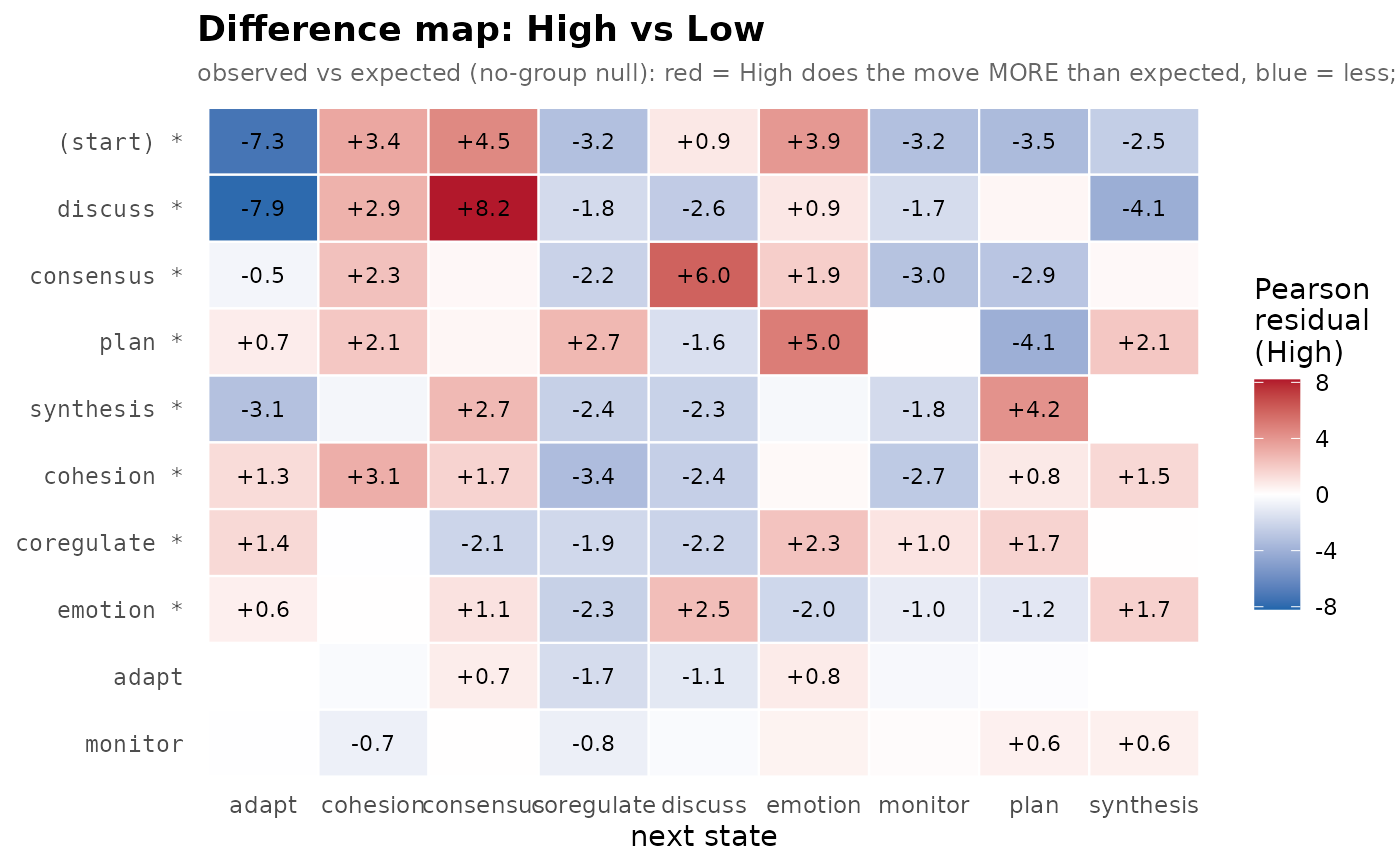 Difference map: High vs Low
observed vs expected (no-group null): red = High does the move MORE than expected, blue = less;
(start) * -7.3 +3.4 +4.5 -3.2 +0.9 +3.9 -3.2 -3.5 -2.5
discuss * -7.9 +2.9 +8.2 -1.8 -2.6 +0.9 -1.7 -4.1
consensus * -0.5 +2.3 -2.2 +6.0 +1.9 -3.0 -2.9
plan * +0.7 +2.1 +2.7 -1.6 +5.0 -4.1 +2.1
synthesis * -3.1 +2.7 -2.4 -2.3 -1.8 +4.2
cohesion * +1.3 +3.1 +1.7 -3.4 -2.4 -2.7 +0.8 +1.5
coregulate * +1.4 -2.1 -1.9 -2.2 +2.3 +1.0 +1.7
emotion * +0.6 +1.1 -2.3 +2.5 -2.0 -1.0 -1.2 +1.7
adapt +0.7 -1.7 -1.1 +0.8
monitor -0.7 -0.8 +0.6 +0.6
adapt cohesion consensus coregulate discuss emotion monitor plan synthesis
next state
Pearson
residual
(High)
8
4
0
-4
-8